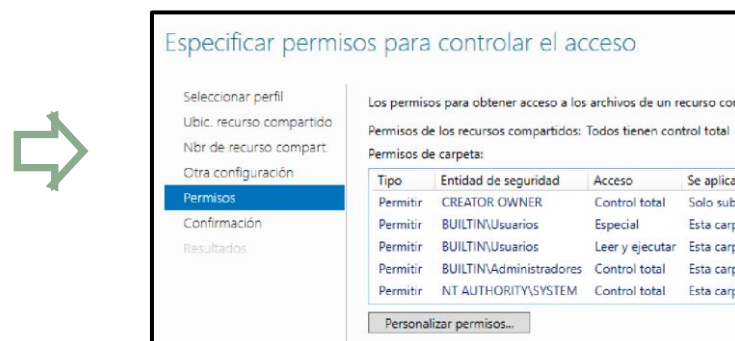 Especificar permisos para controlar el acceso
Seleccionar perfil
Ubic. recurso compartido
Nbr de recurso compart.
Otra configuración
Permisos
Confirmación
Resultados
Los permisos para obtener acceso a los archivos de un recurso cor
Permisos de los recursos compartidos: Todos tienen control total
Permisos de carpeta:
Tipo Entidad de seguridad Acceso Se aplica
Permitir CREATOR OWNER Control total Solo sub
Permitir BUILTIN\Usuarios Especial Esta carp
Permitir BUILTIN\Usuarios Leer y ejecutar Esta carp
Permitir BUILTIN\Administradores Control total Esta carp
Permitir NT AUTHORITY\SYSTEM Control total Esta carp
Personalizar permisos...